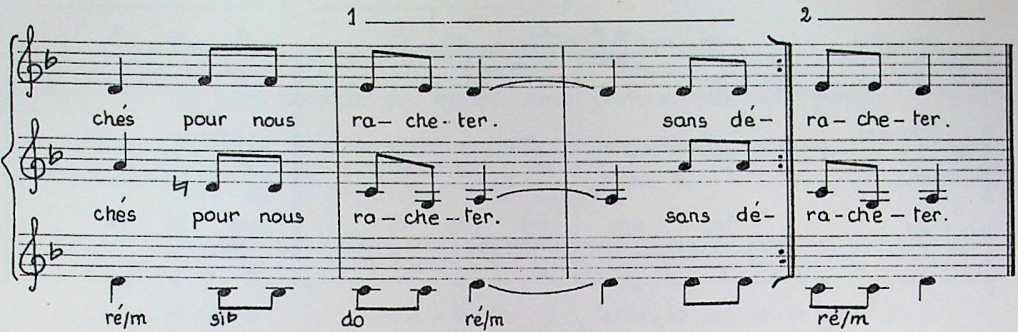 1 2
chés pour nous ra-che-ter. sans dé- ra-che-ter.
chés pour nous ra-che-ter. sans dé- ra-che-ter.
ré/m si♭ do ré/m ré/m